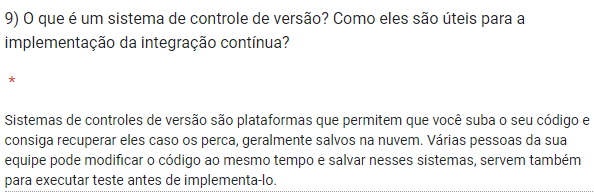 9) O que é um sistema de controle de versão? Como eles são úteis para a
implementação da integração contínua?
*
Sistemas de controles de versão são plataformas que permitem que você suba o seu código e
consiga recuperar eles caso os perca, geralmente salvos na nuvem. Várias pessoas da sua
equipe pode modificar o código ao mesmo tempo e salvar nesses sistemas, servem também
para executar teste antes de implementa-lo.